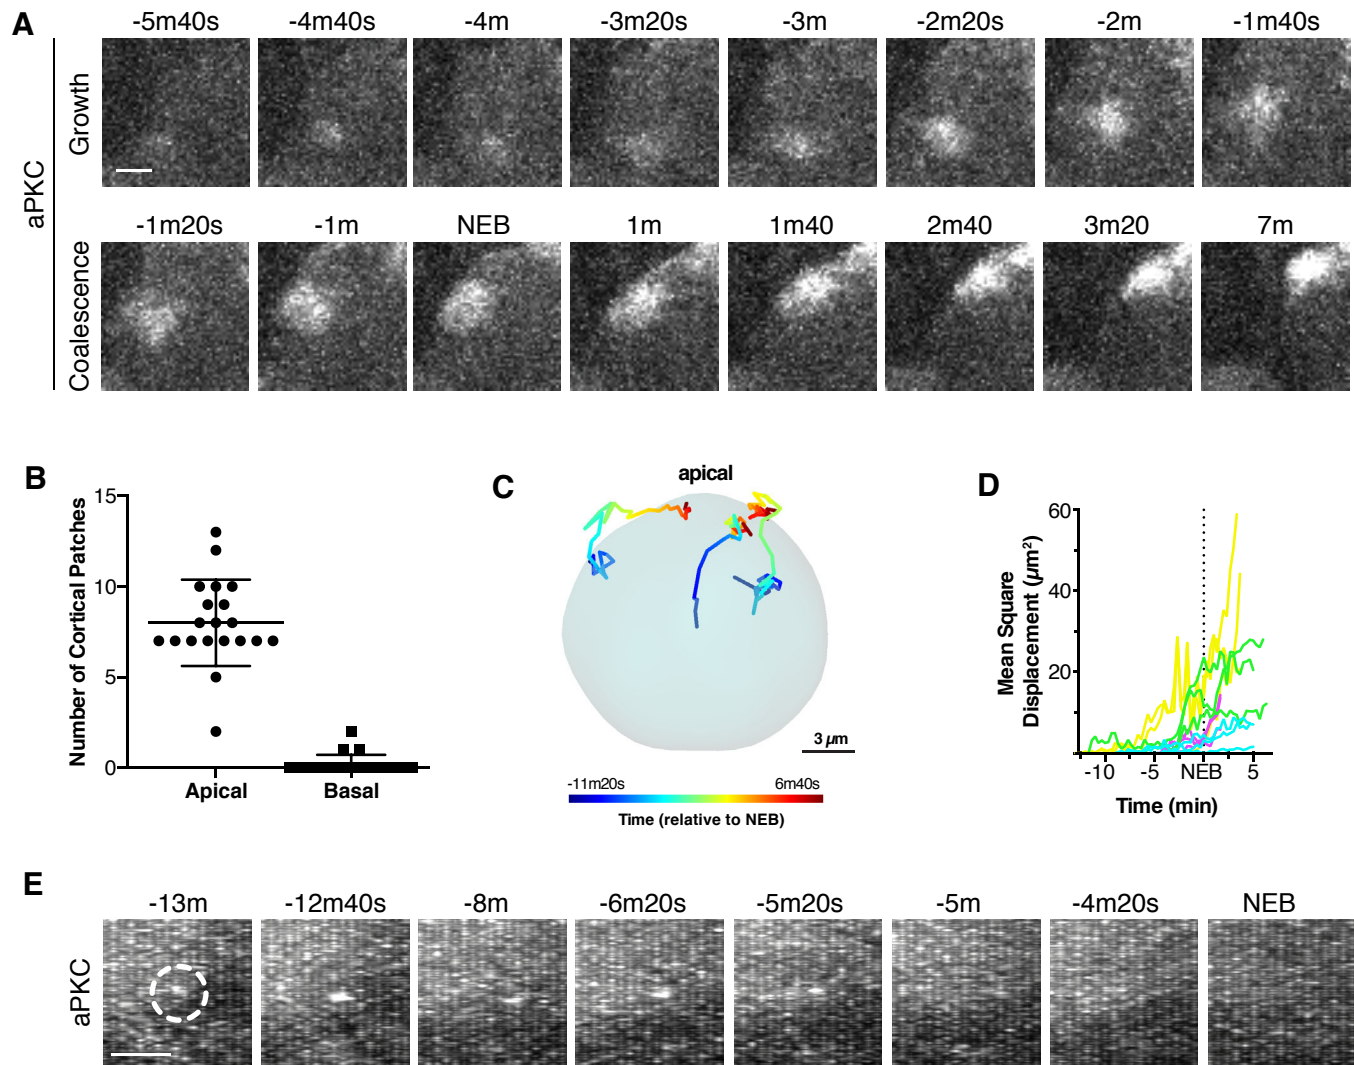 A
-5m40s -4m40s -4m -3m20s -3m -2m20s -2m -1m40s
aPKC
Growth
-1m20s -1m NEB 1m 1m40 2m40 3m20 7m
Coalescence
B
Number of Cortical Patches
15
10
5
0
Apical Basal
C
apical
3 µm
-11m20s 6m40s
Time (relative to NEB)
D
Mean Square
Displacement (µm²)
60
40
20
-10 -5 NEB 5
Time (min)
E
-13m -12m40s -8m -6m20s -5m20s -5m -4m20s NEB
aPKC